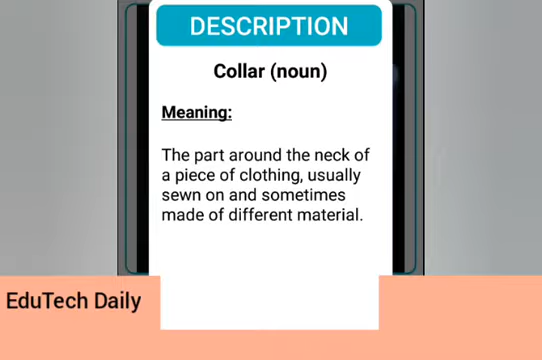 DESCRIPTION
Collar (noun)
Meaning:
The part around the neck of
a piece of clothing, usually
sewn on and sometimes
made of different material.
EduTech Daily